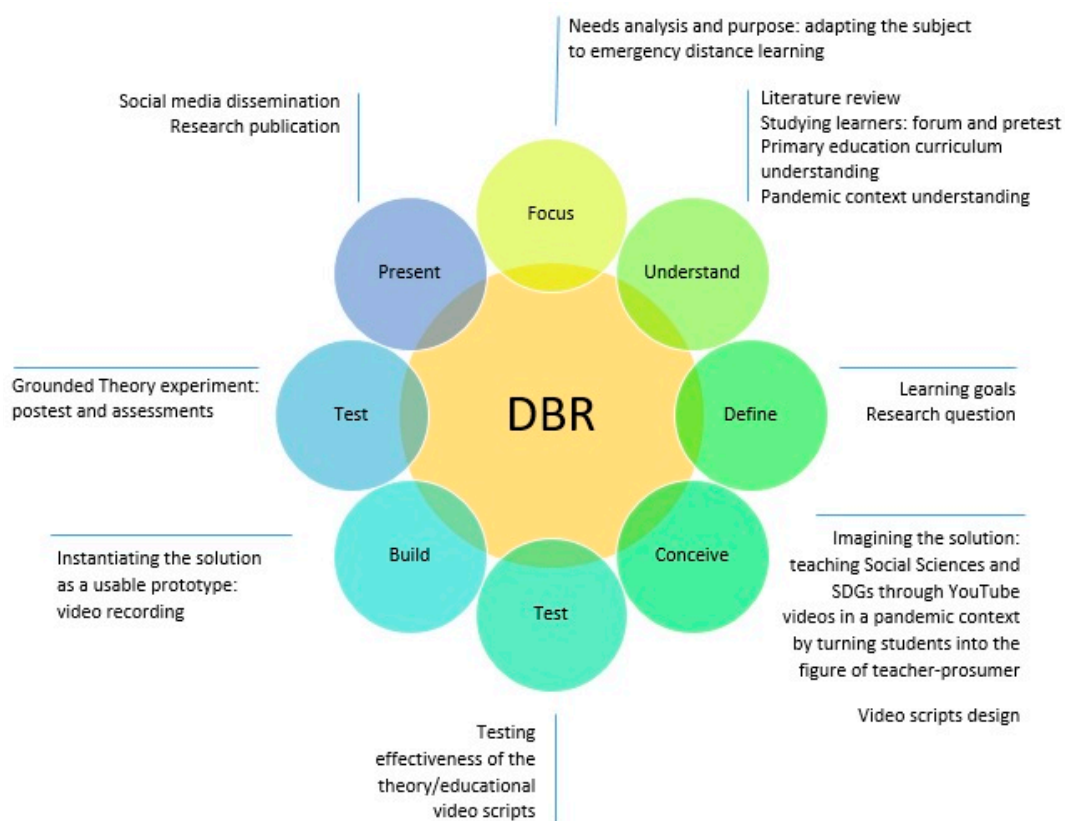 Needs analysis and purpose: adapting the subject
to emergency distance learning
Social media dissemination
Research publication
Literature review
Studying learners: forum and pretest
Primary education curriculum
understanding
Pandemic context understanding
Focus
Present
Understand
Grounded Theory experiment:
postest and assessments
Test
DBR
Define
Learning goals
Research question
Instantiating the solution
as a usable prototype:
video recording
Build
Test
Conceive
Imagining the solution:
teaching Social Sciences and
SDGs through YouTube
videos in a pandemic context
by turning students into the
figure of teacher-prosumer
Video scripts design
Testing
effectiveness of the
theory/educational
video scripts